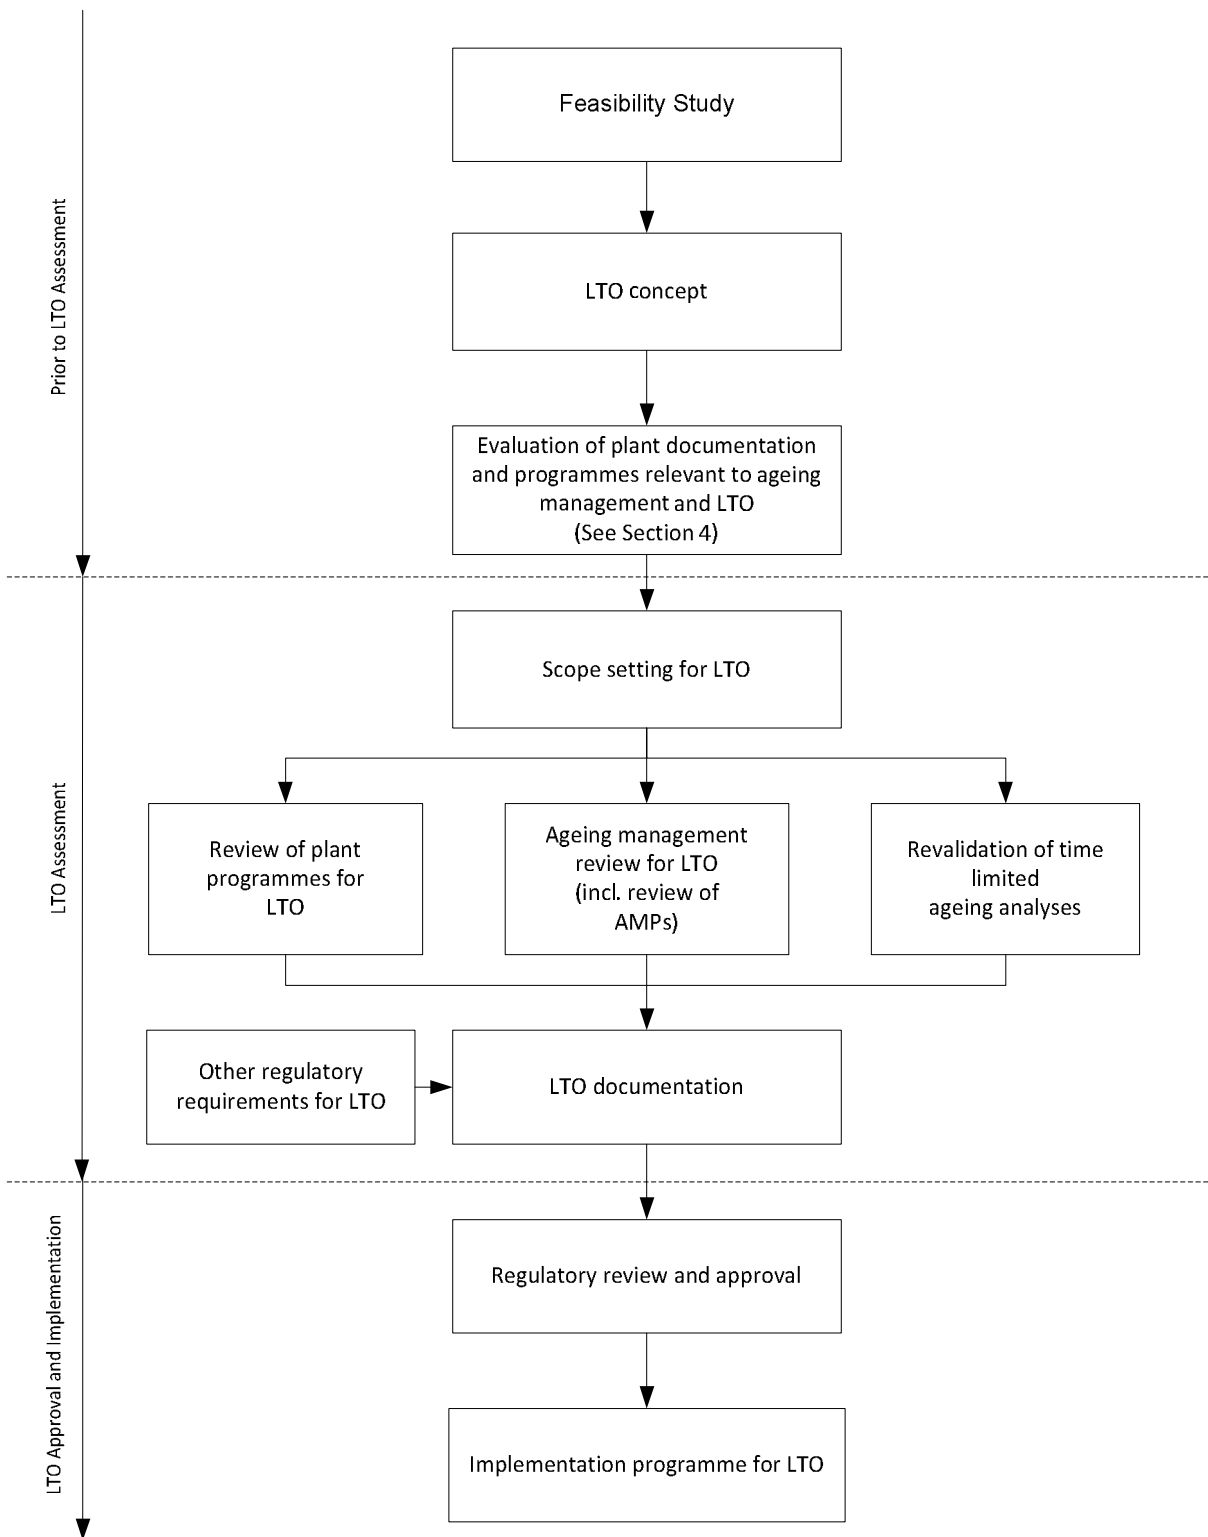 Feasibility Study
Prior to LTO Assessment
LTO concept
Evaluation of plant documentation
and programmes relevant to ageing
management and LTO
(See Section 4)
Scope setting for LTO
LTO Assessment
Review of plant
programmes for
LTO
Ageing management
review for LTO
(incl. review of
AMPs)
Revalidation of time
limited
ageing analyses
Other regulatory
requirements for LTO
LTO documentation
LTO Approval and Implementation
Regulatory review and approval
Implementation programme for LTO